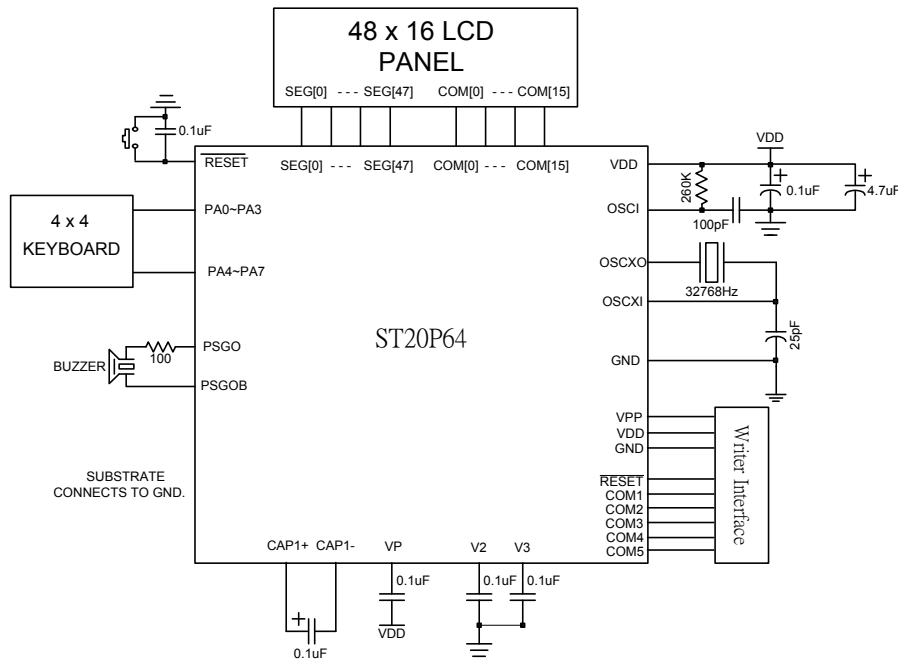 48 x 16 LCD
PANEL
SEG[0] - - - SEG[47] COM[0] - - - COM[15]
0.1uF
RESET
SEG[0] - - - SEG[47] COM[0] - - - COM[15]
VDD
VDD
260K
+
0.1uF
+
4.7uF
OSCI
100pF
4 x 4
KEYBOARD
PA0~PA3
PA4~PA7
OSCXO
32768Hz
OSCXI
25pF
GND
ST20P64
BUZZER
100
PSGO
PSGOB
VPP
VDD
GND
RESET
COM1
COM2
COM3
COM4
COM5
Writer Interface
SUBSTRATE
CONNECTS TO GND.
CAP1+ CAP1- VP V2 V3
0.1uF 0.1uF 0.1uF
+
0.1uF
VDD